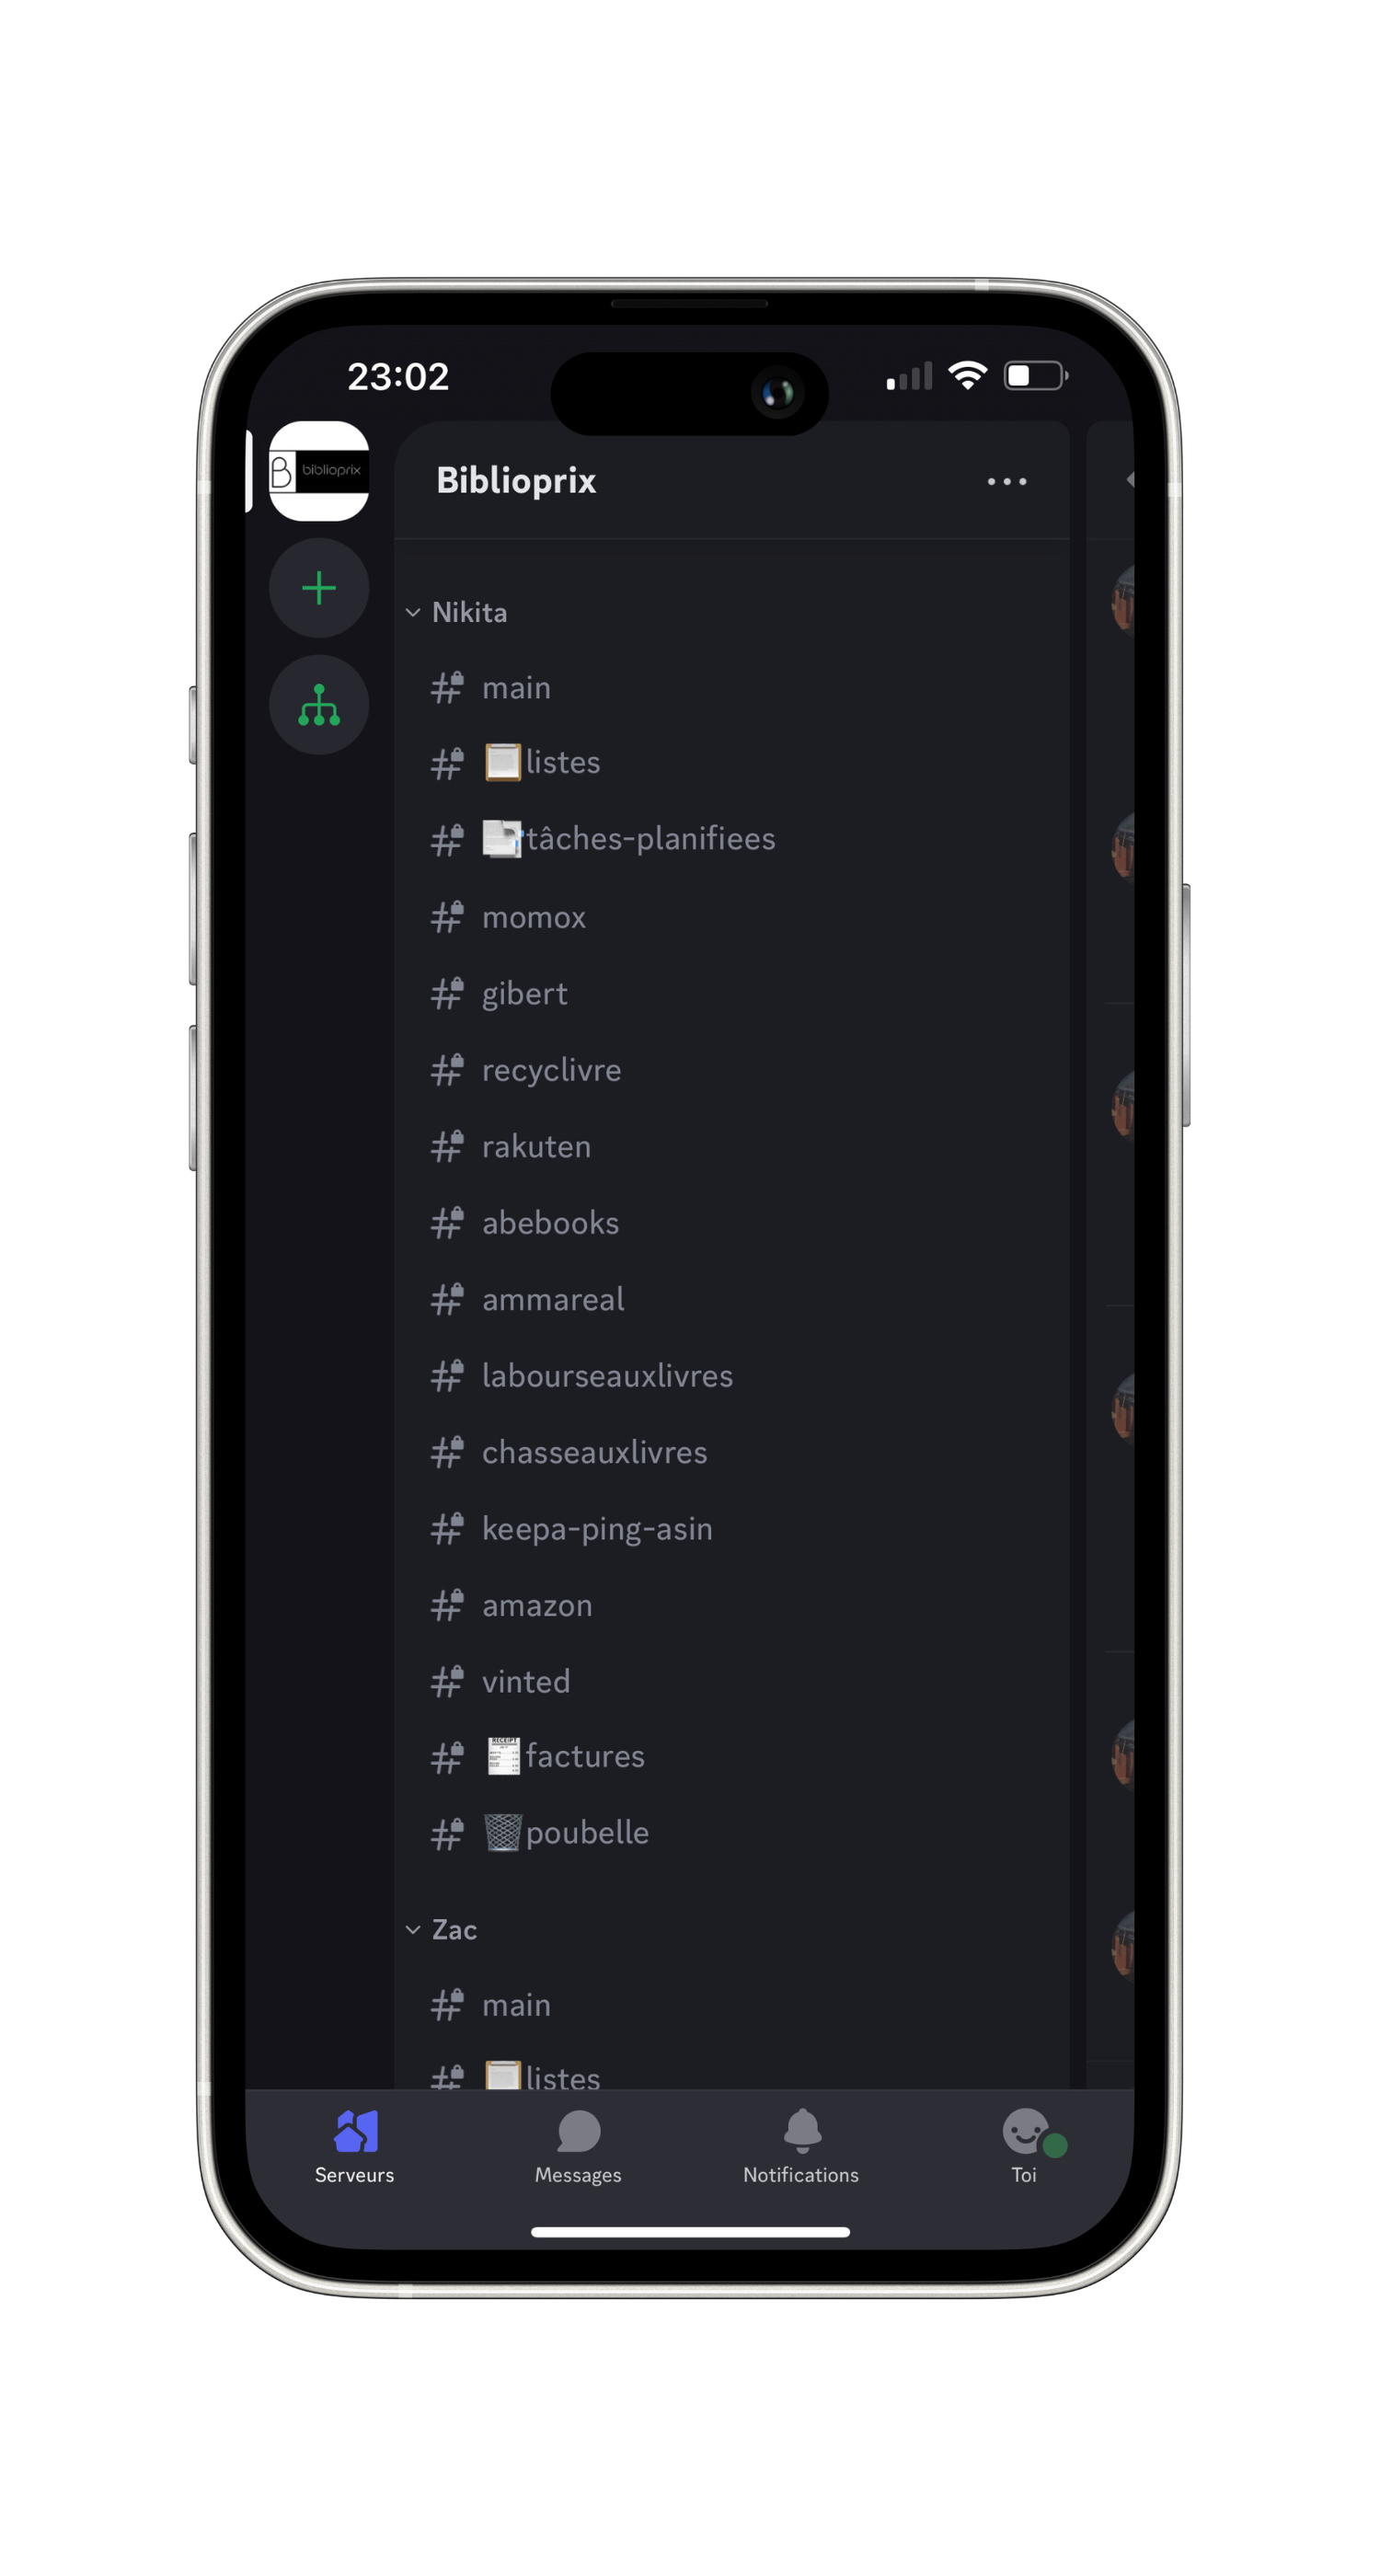 23:02
biblioprix
Biblioprix
Nikita
main
listes
tâches-planifiees
momox
gibert
recyclivre
rakuten
abebooks
ammareal
labourseauxlivres
chasseauxlivres
keepa-ping-asin
amazon
vinted
RECEIPT
factures
poubelle
Zac
main
listes
Serveurs
Messages
Notifications
Toi